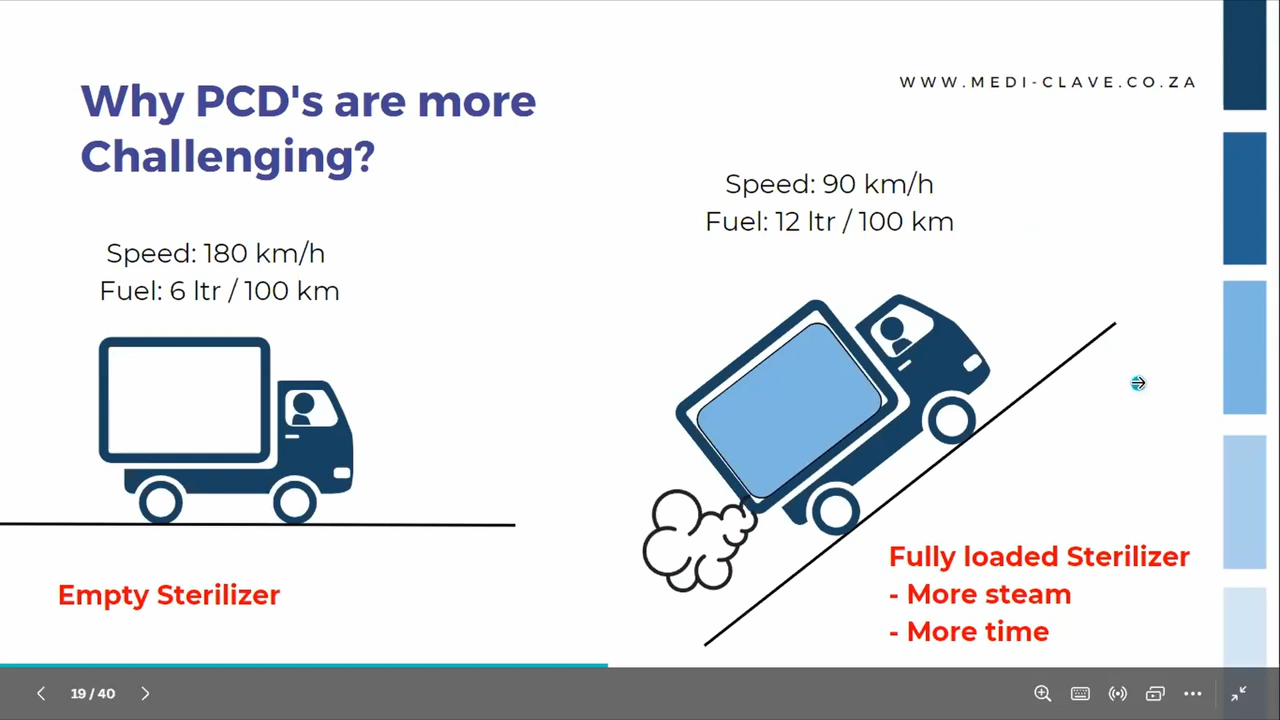 WWW.MEDI-CLAVE.CO.ZA
Why PCD's are more
Challenging?
Speed: 180 km/h
Fuel: 6 ltr / 100 km
Speed: 90 km/h
Fuel: 12 ltr / 100 km
Empty Sterilizer
Fully loaded Sterilizer
- More steam
- More time
19 / 40